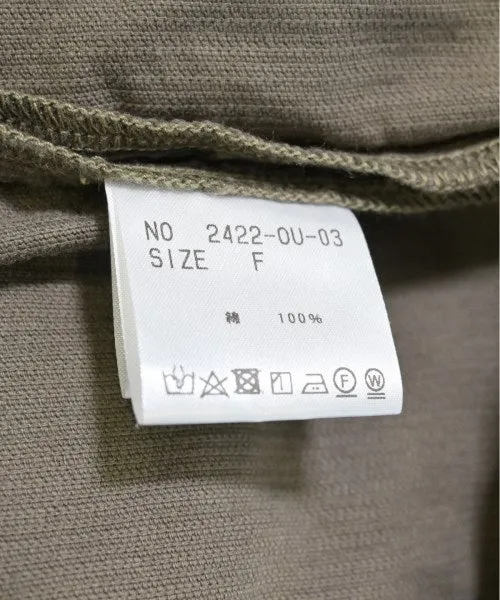 NO 2422-OU-03
SIZE F
綿 100%
F W